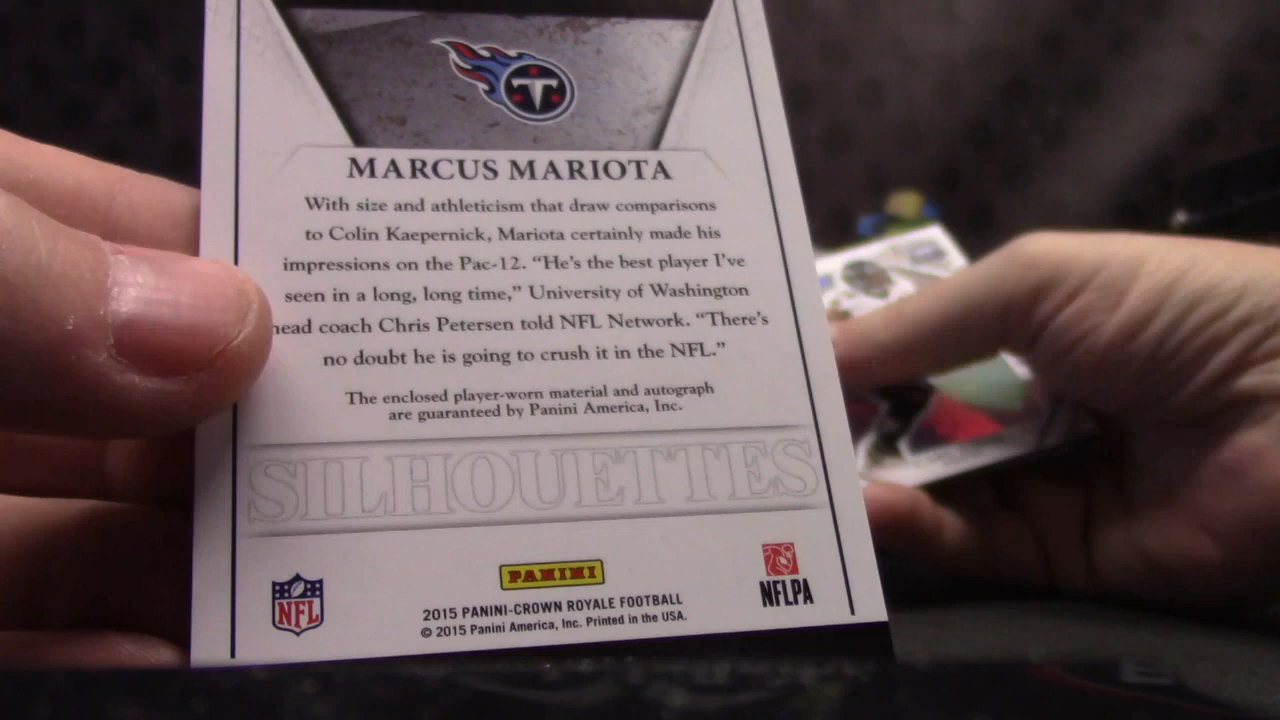 T
MARCUS MARIOTA
With size and athleticism that draw comparisons
to Colin Kaepernick, Mariota certainly made his
impressions on the Pac-12. “He's the best player I've
seen in a long, long time,” University of Washington
head coach Chris Petersen told NFL Network. “There's
no doubt he is going to crush it in the NFL.”
The enclosed player-worn material and autograph
are guaranteed by Panini America, Inc.
SILHOUETTES
NFL
PANINI
NFLPA
2015 PANINI-CROWN ROYALE FOOTBALL
© 2015 Panini America, Inc. Printed in the USA.